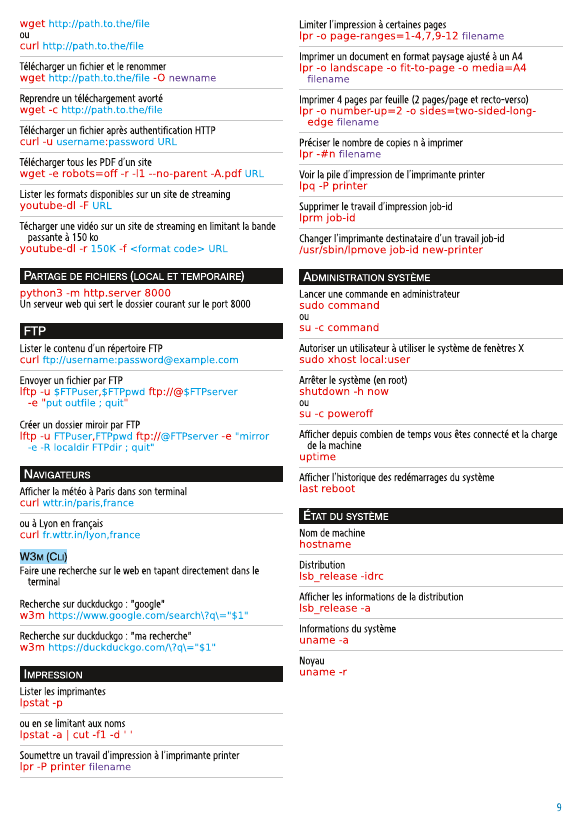 wget http://path.to.the/file
ou
curl http://path.to.the/file
Télécharger un fichier et le renommer
wget http://path.to.the/file -O newname
Reprendre un téléchargement avorté
wget -c http://path.to.the/file
Télécharger un fichier après authentification HTTP
curl -u username:password URL
Télécharger tous les PDF d'un site
wget -e robots=off -r -l1 --no-parent -A.pdf URL
Lister les formats disponibles sur un site de streaming
youtube-dl -F URL
Técharger une vidéo sur un site de streaming en limitant la bande
passante à 150 ko
youtube-dl -r 150K -f <format code> URL
PARTAGE DE FICHIERS (LOCAL ET TEMPORAIRE)
python3 -m http.server 8000
Un serveur web qui sert le dossier courant sur le port 8000
FTP
Lister le contenu d'un répertoire FTP
curl ftp://username:password@example.com
Envoyer un fichier par FTP
lftp -u $FTPuser,$FTPpwd ftp://@$FTPserver
-e "put outfile ; quit"
Créer un dossier miroir par FTP
lftp -u FTPuser,FTPpwd ftp://@FTPserver -e "mirror
-e -R localdir FTPdir ; quit"
NAVIGATEURS
Afficher la météo à Paris dans son terminal
curl wttr.in/paris,france
ou à Lyon en français
curl fr.wttr.in/lyon,france
W3M (CLI)
Faire une recherche sur le web en tapant directement dans le
terminal
Recherche sur duckduckgo : "google"
w3m https://www.google.com/search\?q\="$1"
Recherche sur duckduckgo : "ma recherche"
w3m https://duckduckgo.com/\?q\="$1"
IMPRESSION
Lister les imprimantes
lpstat -p
ou en se limitant aux noms
lpstat -a | cut -f1 -d ' '
Soumettre un travail d'impression à l'imprimante printer
lpr -P printer filename
Limiter l'impression à certaines pages
lpr -o page-ranges=1-4,7,9-12 filename
Imprimer un document en format paysage ajusté à un A4
lpr -o landscape -o fit-to-page -o media=A4
filename
Imprimer 4 pages par feuille (2 pages/page et recto-verso)
lpr -o number-up=2 -o sides=two-sided-long-
edge filename
Préciser le nombre de copies n à imprimer
lpr -#n filename
Voir la pile d'impression de l'imprimante printer
lpq -P printer
Supprimer le travail d'impression job-id
lprm job-id
Changer l'imprimante destinataire d'un travail job-id
/usr/sbin/lpmove job-id new-printer
ADMINISTRATION SYSTÈME
Lancer une commande en administrateur
sudo command
ou
su -c command
Autoriser un utilisateur à utiliser le système de fenètres X
sudo xhost local:user
Arrêter le système (en root)
shutdown -h now
ou
su -c poweroff
Afficher depuis combien de temps vous êtes connecté et la charge
de la machine
uptime
Afficher l'historique des redémarrages du système
last reboot
ÉTAT DU SYSTÈME
Nom de machine
hostname
Distribution
lsb_release -idrc
Afficher les informations de la distribution
lsb_release -a
Informations du système
uname -a
Noyau
uname -r
9